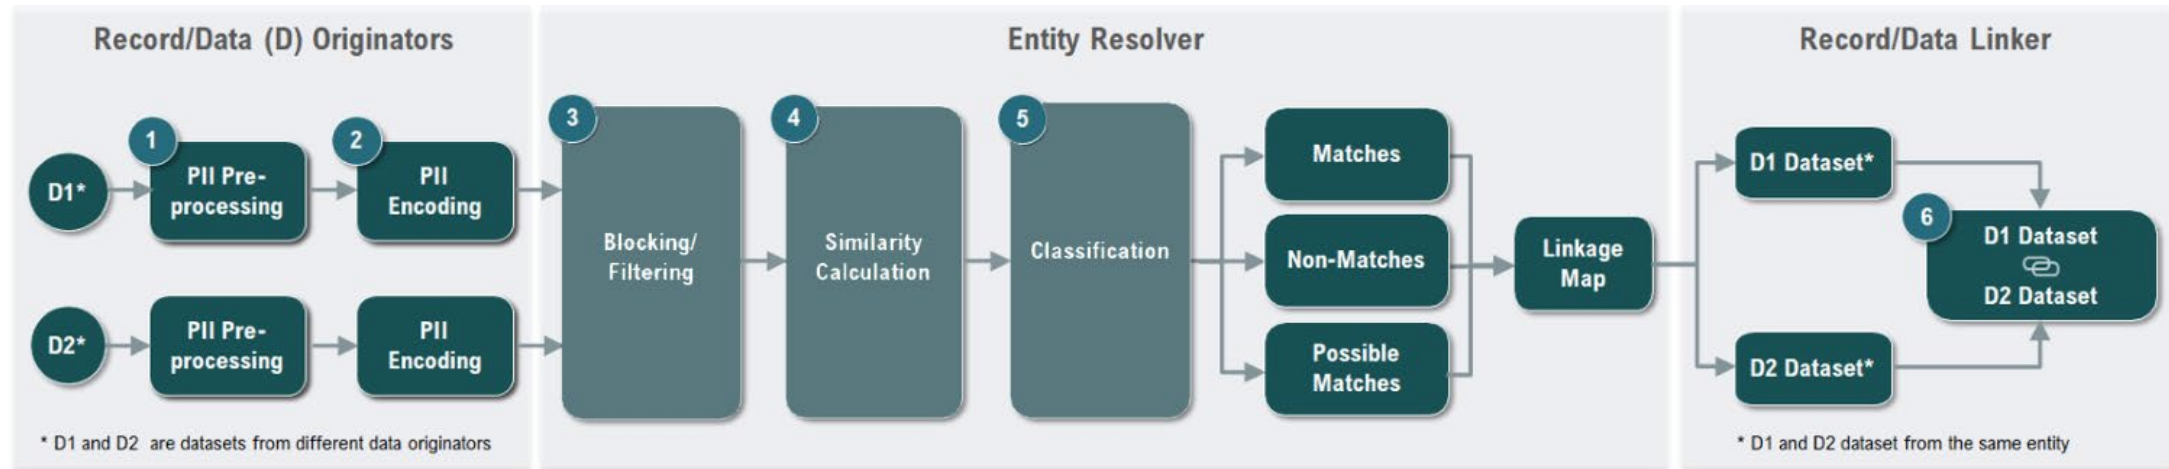 Record/Data (D) Originators
D1*
1
PII Pre-
processing
2
PII
Encoding
D2*
PII Pre-
processing
PII
Encoding
* D1 and D2 are datasets from different data originators
Entity Resolver
3
Blocking/
Filtering
4
Similarity
Calculation
5
Classification
Matches
Non-Matches
Possible
Matches
Linkage
Map
Record/Data Linker
D1 Dataset*
D2 Dataset*
6
D1 Dataset
D2 Dataset
* D1 and D2 dataset from the same entity